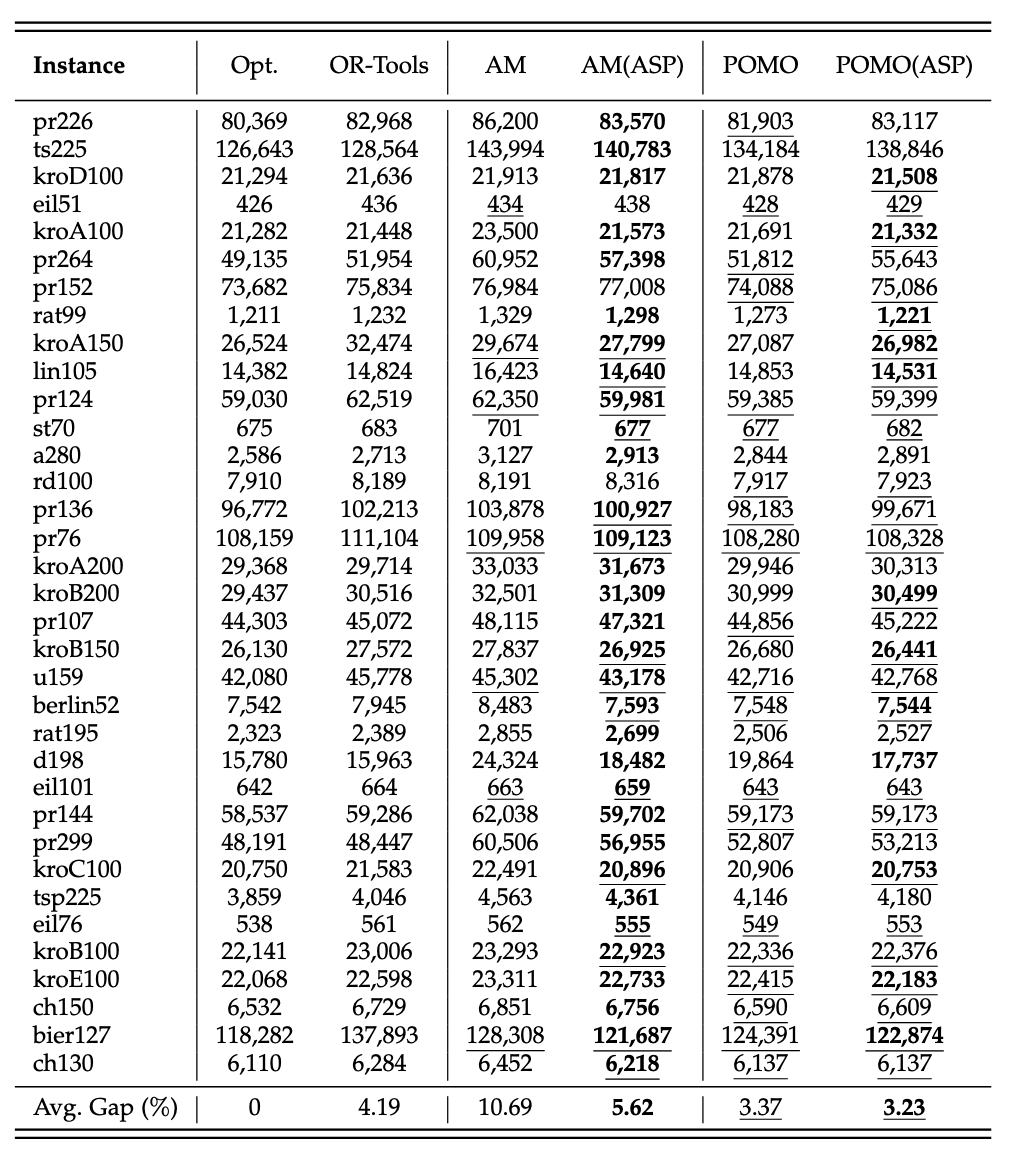 Instance Opt. OR-Tools AM AM(ASP) POMO POMO(ASP)
pr226 80,369 82,968 86,200 83,570 81,903 83,117
ts225 126,643 128,564 143,994 140,783 134,184 138,846
kroD100 21,294 21,636 21,913 21,817 21,878 21,508
eil51 426 436 434 438 428 429
kroA100 21,282 21,448 23,500 21,573 21,691 21,332
pr264 49,135 51,954 60,952 57,398 51,812 55,643
pr152 73,682 75,834 76,984 77,008 74,088 75,086
rat99 1,211 1,232 1,329 1,298 1,273 1,221
kroA150 26,524 32,474 29,674 27,799 27,087 26,982
lin105 14,382 14,824 16,423 14,640 14,853 14,531
pr124 59,030 62,519 62,350 59,981 59,385 59,399
st70 675 683 701 677 677 682
a280 2,586 2,713 3,127 2,913 2,844 2,891
rd100 7,910 8,189 8,191 8,316 7,917 7,923
pr136 96,772 102,213 103,878 100,927 98,183 99,671
pr76 108,159 111,104 109,958 109,123 108,280 108,328
kroA200 29,368 29,714 33,033 31,673 29,946 30,313
kroB200 29,437 30,516 32,501 31,309 30,999 30,499
pr107 44,303 45,072 48,115 47,321 44,856 45,222
kroB150 26,130 27,572 27,837 26,925 26,680 26,441
u159 42,080 45,778 45,302 43,178 42,716 42,768
berlin52 7,542 7,945 8,483 7,593 7,548 7,544
rat195 2,323 2,389 2,855 2,699 2,506 2,527
d198 15,780 15,963 24,324 18,482 19,864 17,737
eil101 642 664 663 659 643 643
pr144 58,537 59,286 62,038 59,702 59,173 59,173
pr299 48,191 48,447 60,506 56,955 52,807 53,213
kroC100 20,750 21,583 22,491 20,896 20,906 20,753
tsp225 3,859 4,046 4,563 4,361 4,146 4,180
eil76 538 561 562 555 549 553
kroB100 22,141 23,006 23,293 22,923 22,336 22,376
kroE100 22,068 22,598 23,311 22,733 22,415 22,183
ch150 6,532 6,729 6,851 6,756 6,590 6,609
bier127 118,282 137,893 128,308 121,687 124,391 122,874
ch130 6,110 6,284 6,452 6,218 6,137 6,137
Avg. Gap (%) 0 4.19 10.69 5.62 3.37 3.23